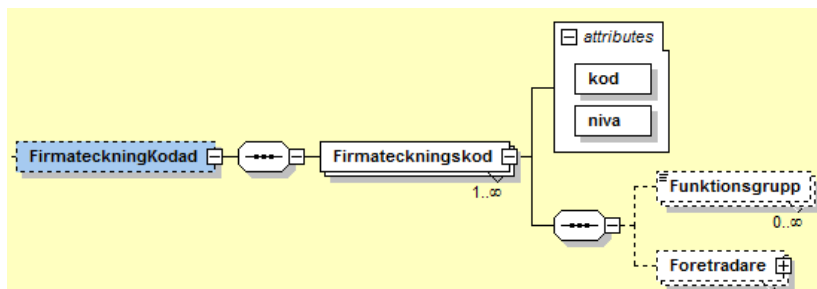 attributes
kod
niva
FirmateckningKodad
Firmateckningskod
1..∞
Funktionsgrupp
0..∞
Foretradare